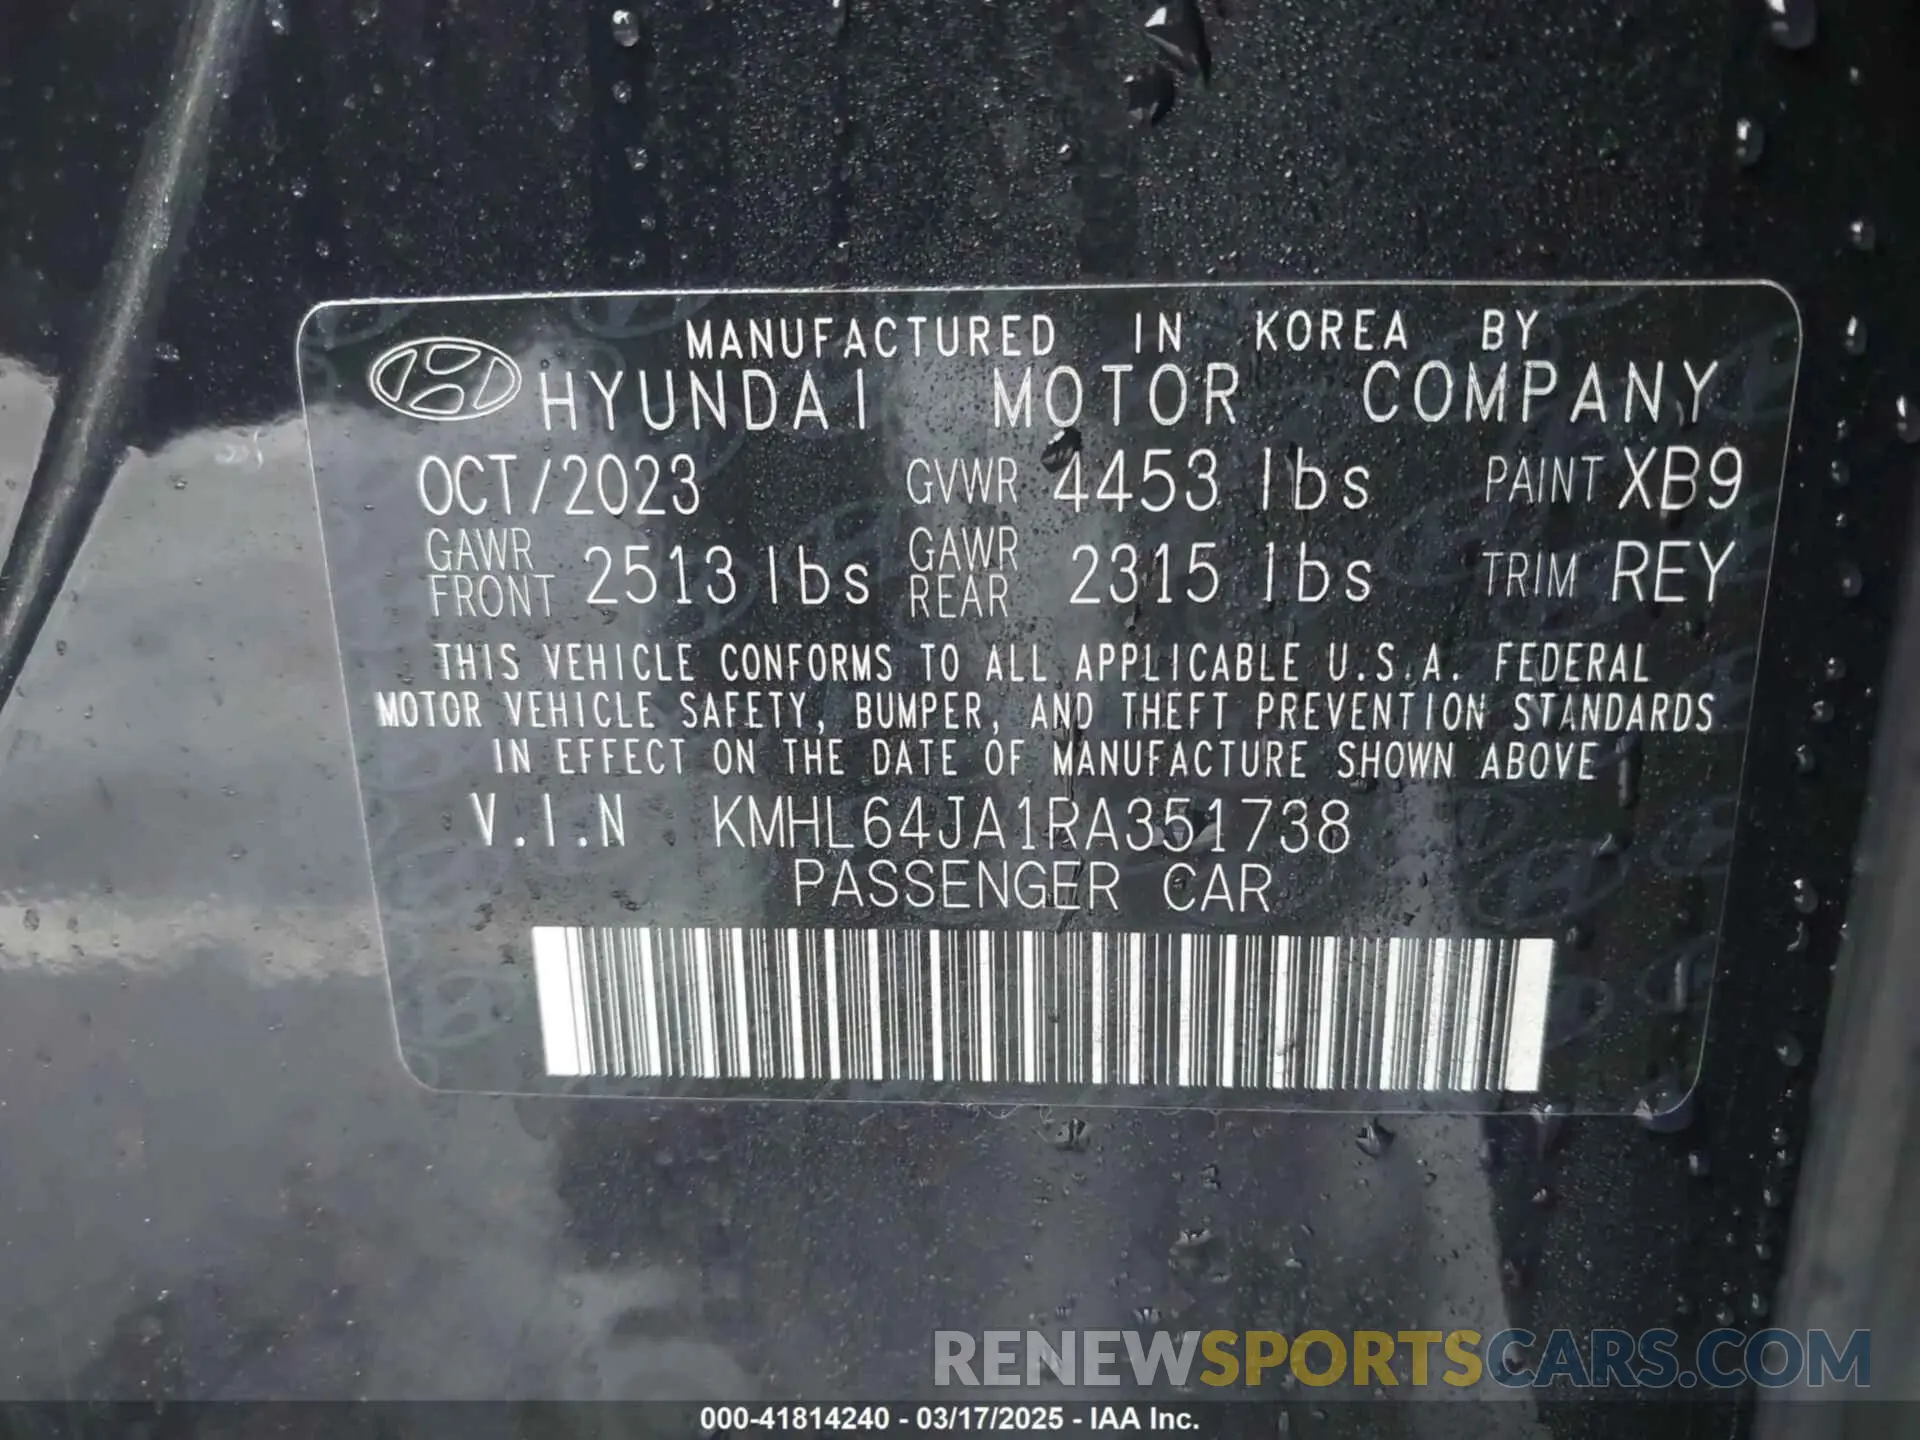 MANUFACTURED IN KOREA BY
HYUNDAI MOTOR COMPANY
OCT/2023 GVWR 4453 lbs PAINT XB9
GAWR FRONT 2513 lbs GAWR REAR 2315 lbs TRIM REY
THIS VEHICLE CONFORMS TO ALL APPLICABLE U.S.A. FEDERAL
MOTOR VEHICLE SAFETY, BUMPER, AND THEFT PREVENTION STANDARDS
IN EFFECT ON THE DATE OF MANUFACTURE SHOWN ABOVE
V.I.N KMHL64JA1RA351738
PASSENGER CAR
RENEWSPORTSCARS.COM
000-41814240 - 03/17/2025 - IAA Inc.